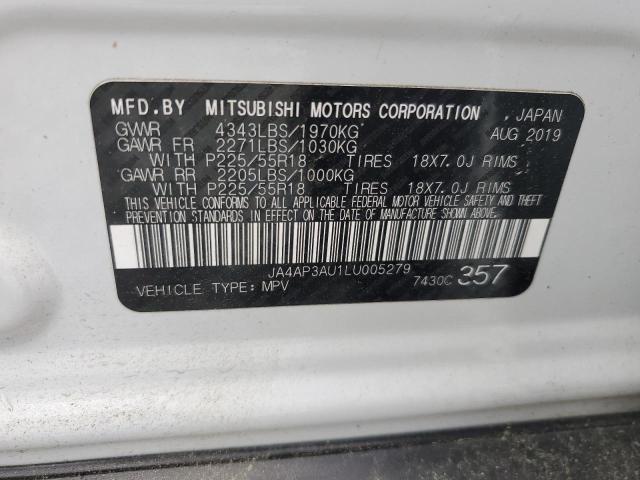 MFD.BY MITSUBISHI MOTORS CORPORATION , JAPAN
GVWR 4343LBS/1970KG AUG 2019
GAWR FR 2271LBS/1030KG
WITH P225/55R18 TIRES 18X7.0J RIMS
GAWR RR 2205LBS/1000KG
WITH P225/55R18 TIRES 18X7.0J RIMS
THIS VEHICLE CONFORMS TO ALL APPLICABLE FEDERAL MOTOR VEHICLE SAFETY AND THEFT
PREVENTION STANDARDS IN EFFECT ON THE DATE OF MANUFACTURE SHOWN ABOVE.
JA4AP3AU1LU005279
VEHICLE TYPE: MPV 7430C 357